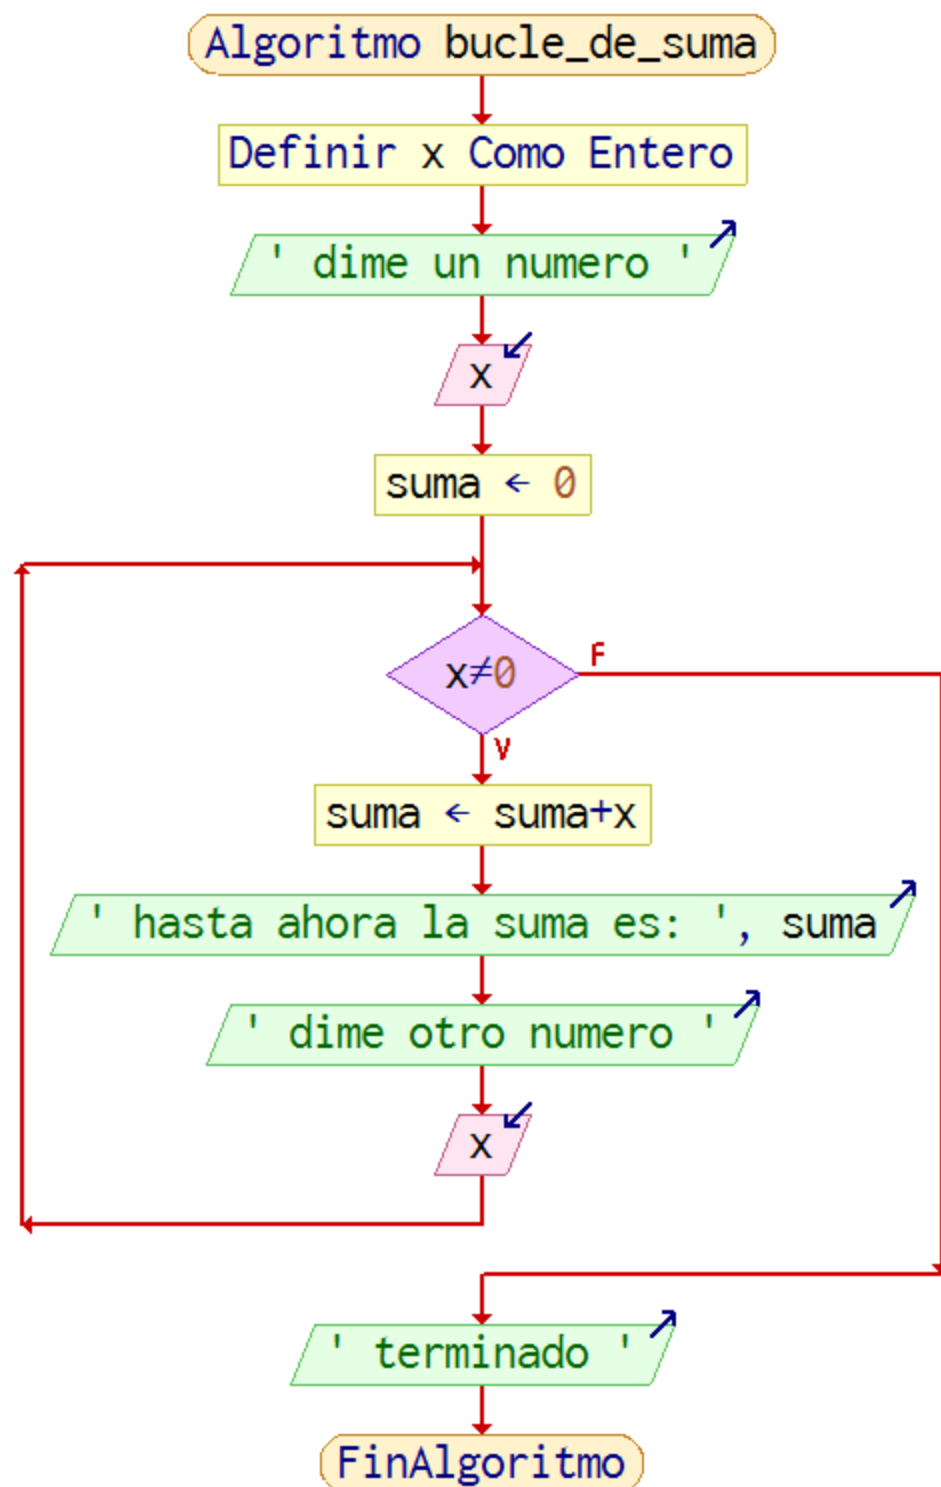 Algoritmo bucle_de_suma
Definir x Como Entero
' dime un numero '
x
suma ← 0
x≠0
F
V
suma ← suma+x
' hasta ahora la suma es: ', suma
' dime otro numero '
x
' terminado '
FinAlgoritmo